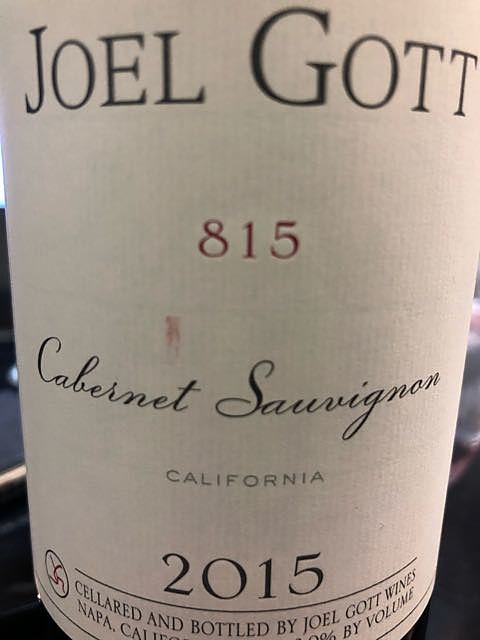 JOEL GOTT
815
Cabernet Sauvignon
CALIFORNIA
2015
CELLARED AND BOTTLED BY JOEL GOTT WINES
NAPA, BY VOLUME